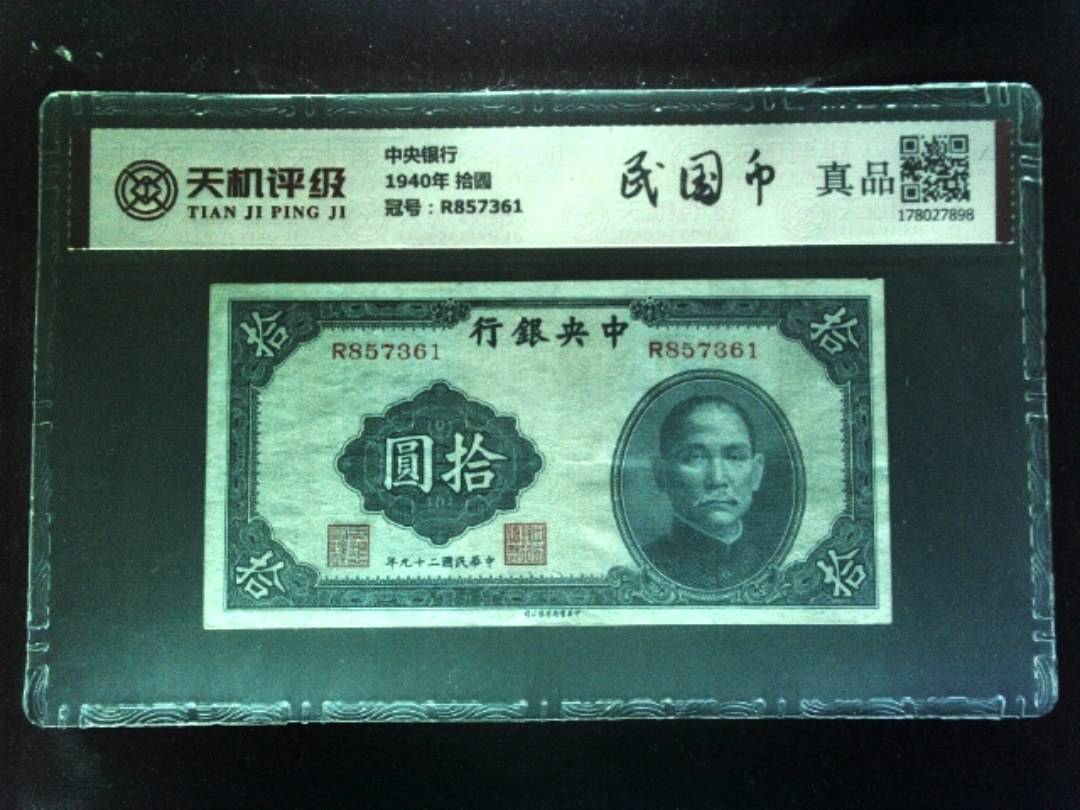 天机评级
TIAN JI PING JI
中央银行
1940年 拾圆
冠号：R857361
民国币
真品
178027898
拾
行銀央中
拾
R857361
R857361
圓拾
年九十二國民華中
拾
拾